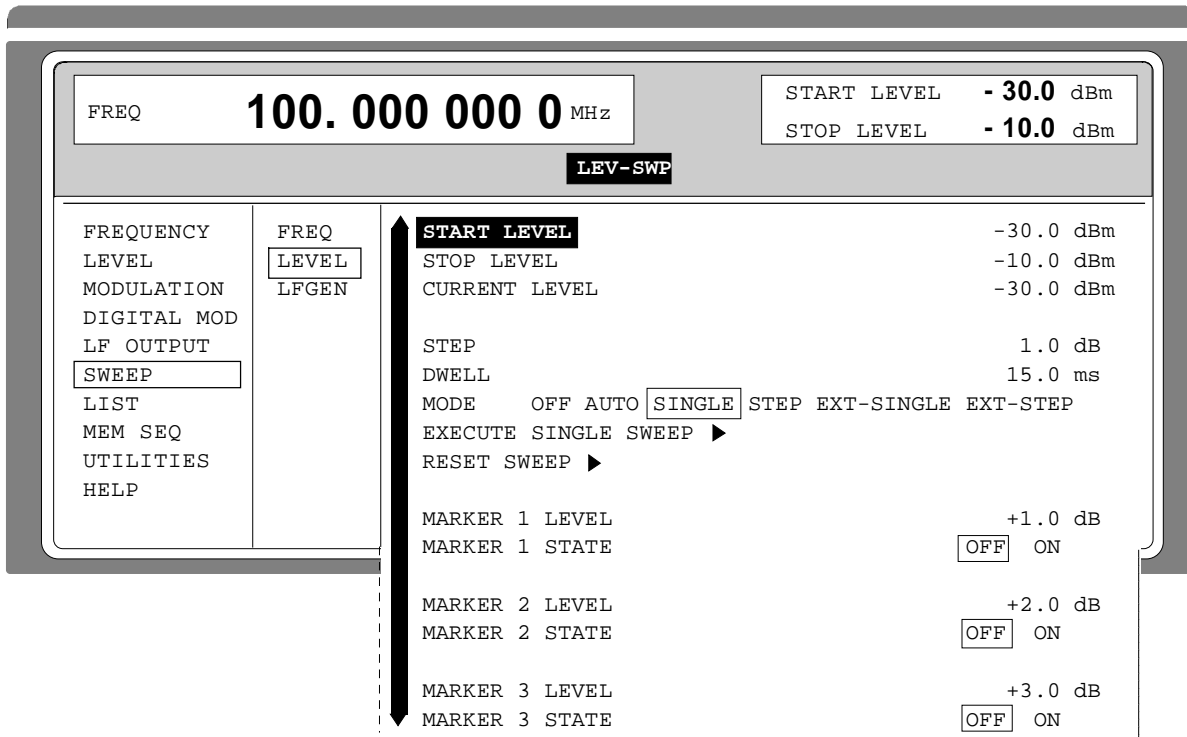 FREQ 100. 000 000 0 MHz
START LEVEL - 30.0 dBm
STOP LEVEL - 10.0 dBm
LEV-SWP
FREQUENCY
LEVEL
MODULATION
DIGITAL MOD
LF OUTPUT
SWEEP
LIST
MEM SEQ
UTILITIES
HELP
FREQ
LEVEL
LFGEN
START LEVEL -30.0 dBm
STOP LEVEL -10.0 dBm
CURRENT LEVEL -30.0 dBm
STEP 1.0 dB
DWELL 15.0 ms
MODE OFF AUTO SINGLE STEP EXT-SINGLE EXT-STEP
EXECUTE SINGLE SWEEP ▶
RESET SWEEP ▶
MARKER 1 LEVEL +1.0 dB
MARKER 1 STATE OFF ON
MARKER 2 LEVEL +2.0 dB
MARKER 2 STATE OFF ON
MARKER 3 LEVEL +3.0 dB
MARKER 3 STATE OFF ON